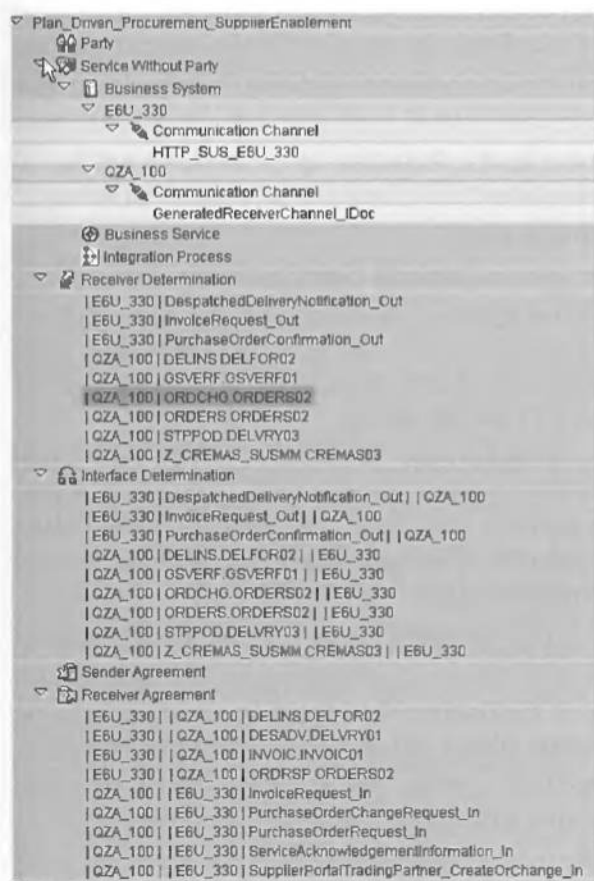 Plan_Driven_Procurement_SupplierEnablement
Party
Service Without Party
Business System
E6U_330
Communication Channel
HTTP_SUS_E6U_330
QZA_100
Communication Channel
GeneratedReceiverChannel_IDoc
Business Service
Integration Process
Receiver Determination
| E6U_330 | DespatchedDeliveryNotification_Out
| E6U_330 | InvoiceRequest_Out
| E6U_330 | PurchaseOrderConfirmation_Out
| QZA_100 | DELINS.DELFOR02
| QZA_100 | GSVERF.GSVERF01
| QZA_100 | ORDCHG.ORDERS02
| QZA_100 | ORDERS.ORDERS02
| QZA_100 | STPPOD.DELVRY03
| QZA_100 | Z_CREMAS_SUSMM.CREMAS03
Interface Determination
| E6U_330 | DespatchedDeliveryNotification_Out | | QZA_100
| E6U_330 | InvoiceRequest_Out | | QZA_100
| E6U_330 | PurchaseOrderConfirmation_Out | | QZA_100
| QZA_100 | DELINS.DELFOR02 | | E6U_330
| QZA_100 | GSVERF.GSVERF01 | | E6U_330
| QZA_100 | ORDCHG.ORDERS02 | | E6U_330
| QZA_100 | ORDERS.ORDERS02 | | E6U_330
| QZA_100 | STPPOD.DELVRY03 | | E6U_330
| QZA_100 | Z_CREMAS_SUSMM.CREMAS03 | | E6U_330
Sender Agreement
Receiver Agreement
| E6U_330 | | QZA_100 | DELINS.DELFOR02
| E6U_330 | | QZA_100 | DESADV.DELVRY01
| E6U_330 | | QZA_100 | INVOIC.INVOIC01
| E6U_330 | | QZA_100 | ORDRSP.ORDERS02
| QZA_100 | | E6U_330 | InvoiceRequest_In
| QZA_100 | | E6U_330 | PurchaseOrderChangeRequest_In
| QZA_100 | | E6U_330 | PurchaseOrderRequest_In
| QZA_100 | | E6U_330 | ServiceAcknowledgementInformation_In
| QZA_100 | | E6U_330 | SupplierPortalTradingPartner_CreateOrChange_In